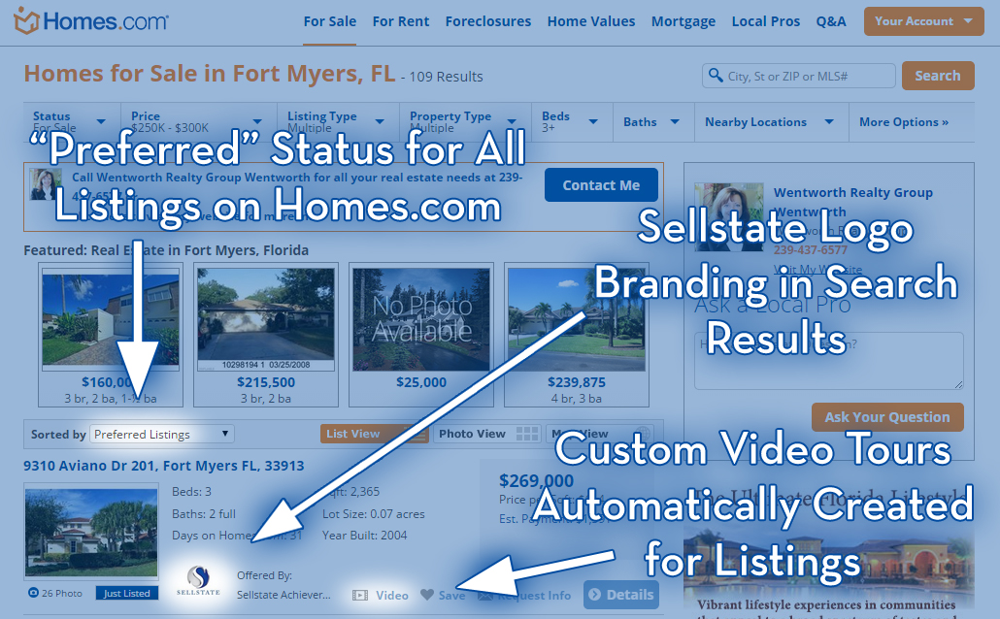 Homes.com
For Sale For Rent Foreclosures Home Values Mortgage Local Pros Q&A Your Account
Homes for Sale in Fort Myers, FL - 109 Results
City, St or ZIP or MLS# Search
Status Price Listing Type Property Type Beds Baths Nearby Locations More Options »
For Sale $250K - $300K Multiple Multiple 3+
“Preferred” Status for All
Listings on Homes.com
Call Wentworth Realty Group Wentworth for all your real estate needs at 239-
Contact Me
Wentworth Realty Group
Wentworth
239-437-6577
Visit My Website
Sellstate Logo
Branding in Search
Results
Ask a Local Pro
Featured: Real Estate in Fort Myers, Florida
No Photo
Available
10298194 1 03/25/2008
$160,00 $215,500 $25,000 $239,875
3 br, 2 ba, 1-½ ba 3 br, 2 ba 4 br, 3 ba
Ask Your Question
Sorted by Preferred Listings List View Photo View View
Custom Video Tours
Automatically Created
for Listings
9310 Aviano Dr 201, Fort Myers FL, 33913
Beds: 3 2,365
Baths: 2 full Lot Size: 0.07 acres
Days on Homes 31 Year Built: 2004
$269,000
Price per
Est. Payment
26 Photo Just Listed
SELLSTATE
Offered By:
Sellstate Achiever...
Video Save Request Info Details
The Ultimate Florida Lifestyle
Vibrant lifestyle experiences in communities